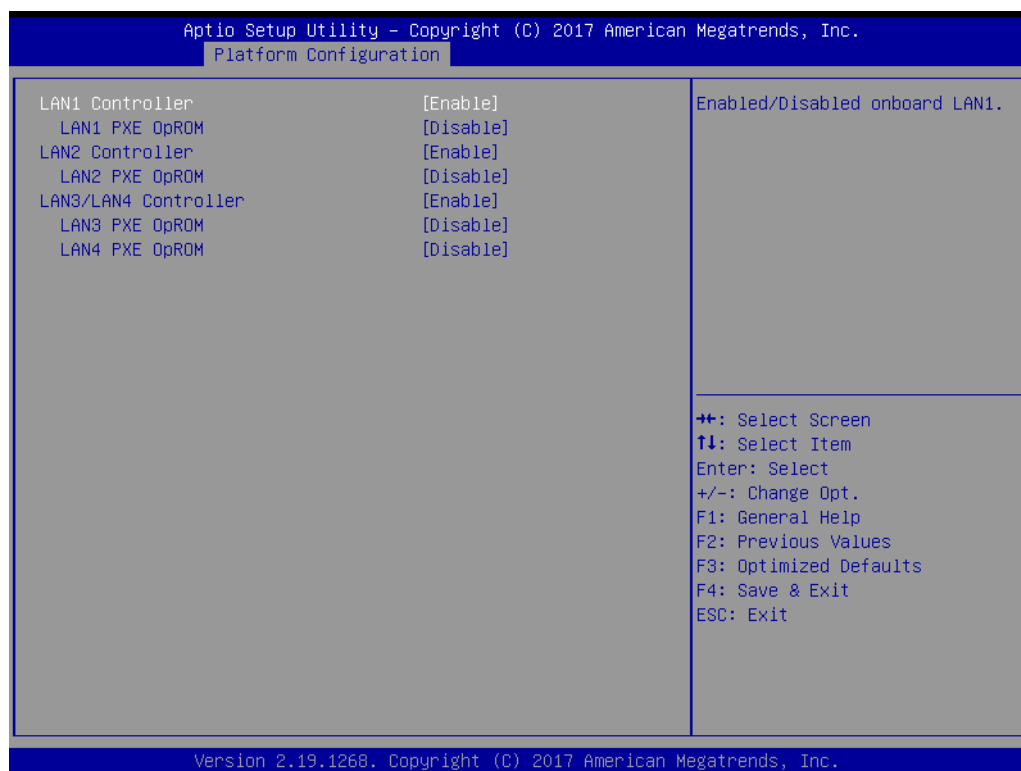 Aptio Setup Utility – Copyright (C) 2017 American Megatrends, Inc.
Platform Configuration
LAN1 Controller [Enable]
LAN1 PXE OpROM [Disable]
LAN2 Controller [Enable]
LAN2 PXE OpROM [Disable]
LAN3/LAN4 Controller [Enable]
LAN3 PXE OpROM [Disable]
LAN4 PXE OpROM [Disable]
Enabled/Disabled onboard LAN1.
→←: Select Screen
↑↓: Select Item
Enter: Select
+/-: Change Opt.
F1: General Help
F2: Previous Values
F3: Optimized Defaults
F4: Save & Exit
ESC: Exit
Version 2.19.1268. Copyright (C) 2017 American Megatrends, Inc.